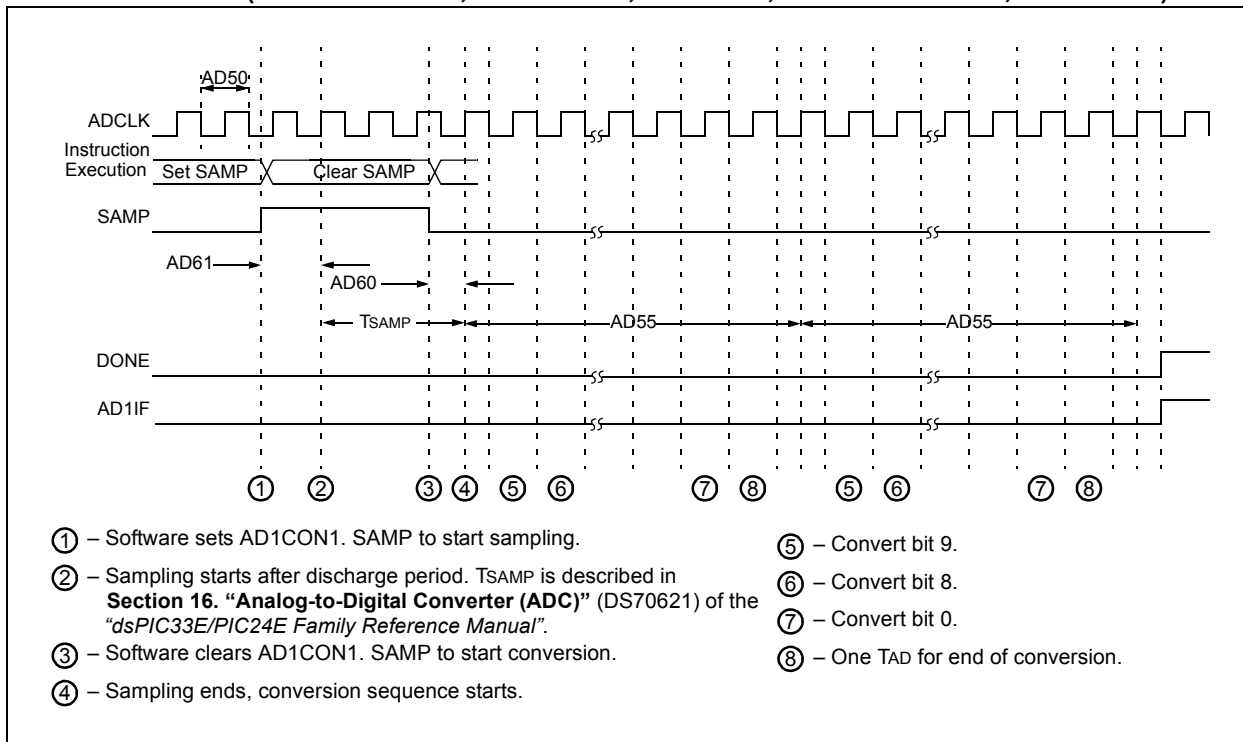 AD50
ADCLK
Instruction
Execution Set SAMP Clear SAMP
SAMP
AD61
AD60
TSAMP AD55 AD55
DONE
AD1IF
1 2 3 4 5 6 7 8 5 6 7 8
1 – Software sets AD1CON1. SAMP to start sampling.
2 – Sampling starts after discharge period. TSAMP is described in
Section 16. “Analog-to-Digital Converter (ADC)” (DS70621) of the
“dsPIC33E/PIC24E Family Reference Manual”.
3 – Software clears AD1CON1. SAMP to start conversion.
4 – Sampling ends, conversion sequence starts.
5 – Convert bit 9.
6 – Convert bit 8.
7 – Convert bit 0.
8 – One TAD for end of conversion.